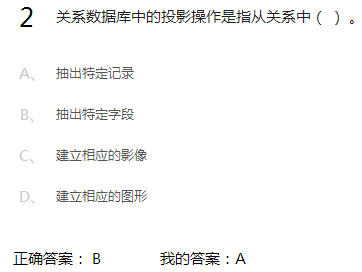 2 关系数据库中的投影操作是指从关系中（ ）。
A、 抽出特定记录
B、 抽出特定字段
C、 建立相应的影像
D、 建立相应的图形
正确答案： B 我的答案：A